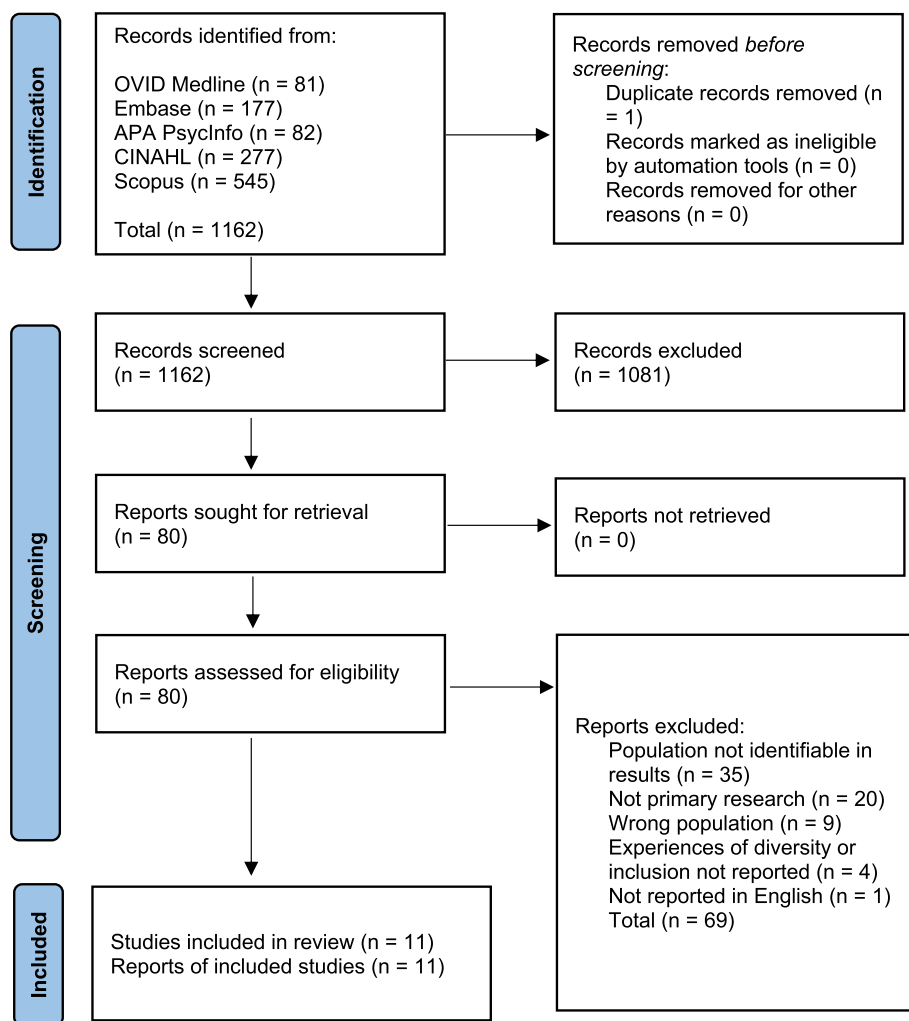 Identification
Records identified from:
OVID Medline (n = 81)
Embase (n = 177)
APA PsycInfo (n = 82)
CINAHL (n = 277)
Scopus (n = 545)
Total (n = 1162)
Records removed before
screening:
Duplicate records removed (n
= 1)
Records marked as ineligible
by automation tools (n = 0)
Records removed for other
reasons (n = 0)
Screening
Records screened
(n = 1162)
Records excluded
(n = 1081)
Reports sought for retrieval
(n = 80)
Reports not retrieved
(n = 0)
Reports assessed for eligibility
(n = 80)
Reports excluded:
Population not identifiable in
results (n = 35)
Not primary research (n = 20)
Wrong population (n = 9)
Experiences of diversity or
inclusion not reported (n = 4)
Not reported in English (n = 1)
Total (n = 69)
Included
Studies included in review (n = 11)
Reports of included studies (n = 11)